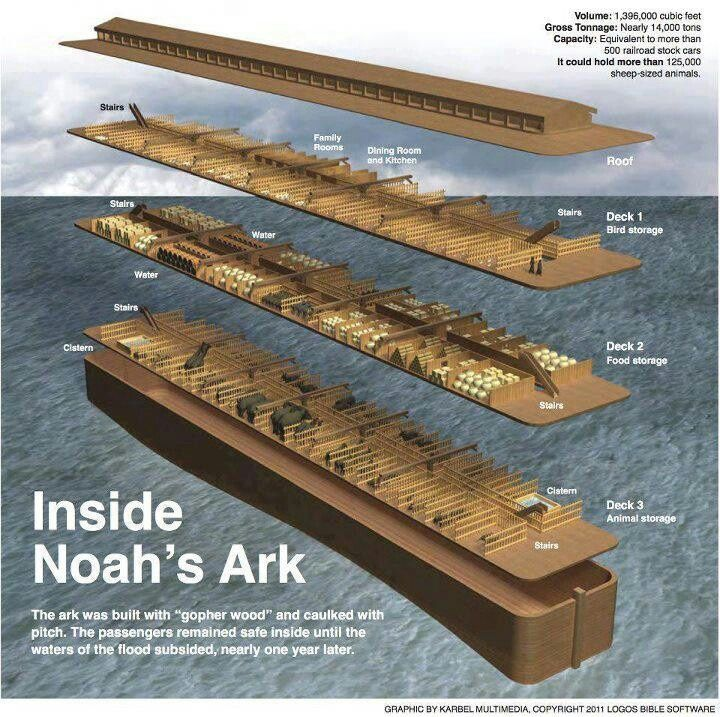 Volume: 1,396,000 cubic feet
Gross Tonnage: Nearly 14,000 tons
Capacity: Equivalent to more than
500 railroad stock cars
It could hold more than 125,000
sheep-sized animals.
Roof
Stairs
Family
Rooms
Dining Room
and Kitchen
Stairs
Deck 1
Bird storage
Stairs
Water
Water
Deck 2
Food storage
Stairs
Stairs
Cistern
Cistern
Deck 3
Animal storage
Stairs
Inside
Noah's Ark
The ark was built with “gopher wood” and caulked with
pitch. The passengers remained safe inside until the
waters of the flood subsided, nearly one year later.
GRAPHIC BY KARBEL MULTIMEDIA, COPYRIGHT 2011 LOGOS BIBLE SOFTWARE